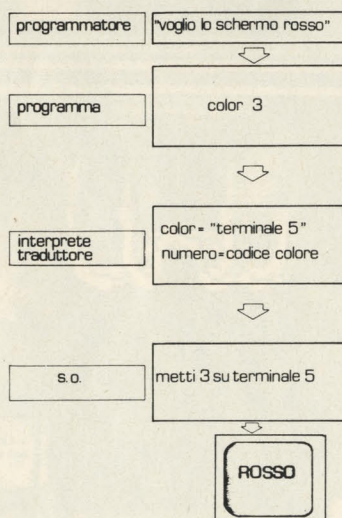 programmatore
"voglio lo schermo rosso"
programma
color 3
interprete
traduttore
color = "terminale 5"
numero=codice colore
s.o.
metti 3 su terminale 5
ROSSO